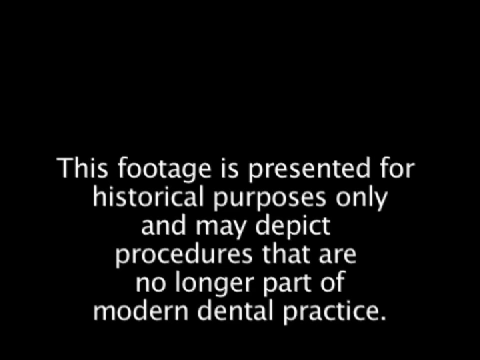 This footage is presented for
historical purposes only
and may depict
procedures that are
no longer part of
modern dental practice.